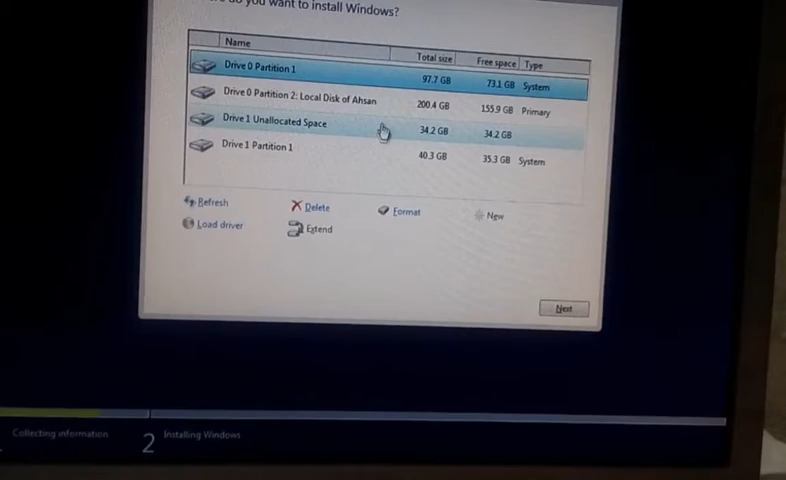 do you want to install Windows?
Name Total size Free space Type
Drive 0 Partition 1 97.7 GB 73.1 GB System
Drive 0 Partition 2: Local Disk of Ahsan 200.4 GB 155.9 GB Primary
Drive 1 Unallocated Space 34.2 GB 34.2 GB
Drive 1 Partition 1 40.3 GB 35.3 GB System
Refresh Delete Format New
Load driver Extend
Next
Collecting information 2 Installing Windows